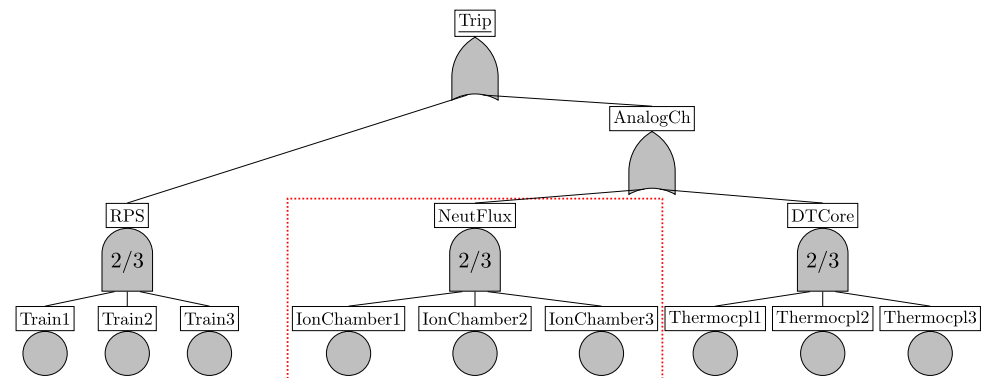 Trip
AnalogCh
RPS
NeutFlux
DTCore
2/3
2/3
2/3
Train1
Train2
Train3
IonChamber1
IonChamber2
IonChamber3
Thermocpl1
Thermocpl2
Thermocpl3